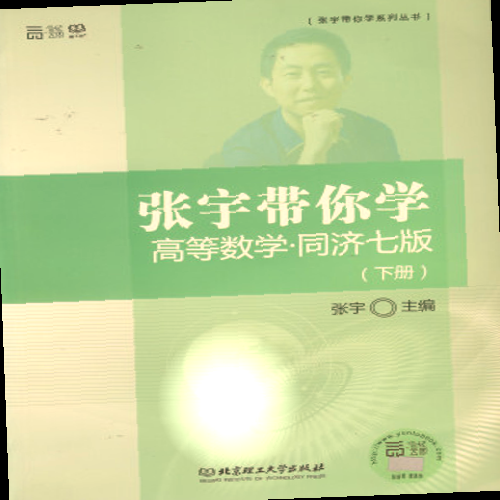 [ 张宇带你学系列丛书 ]
张宇带你学
高等数学·同济七版
(下册)
张宇 主编
北京理工大学出版社